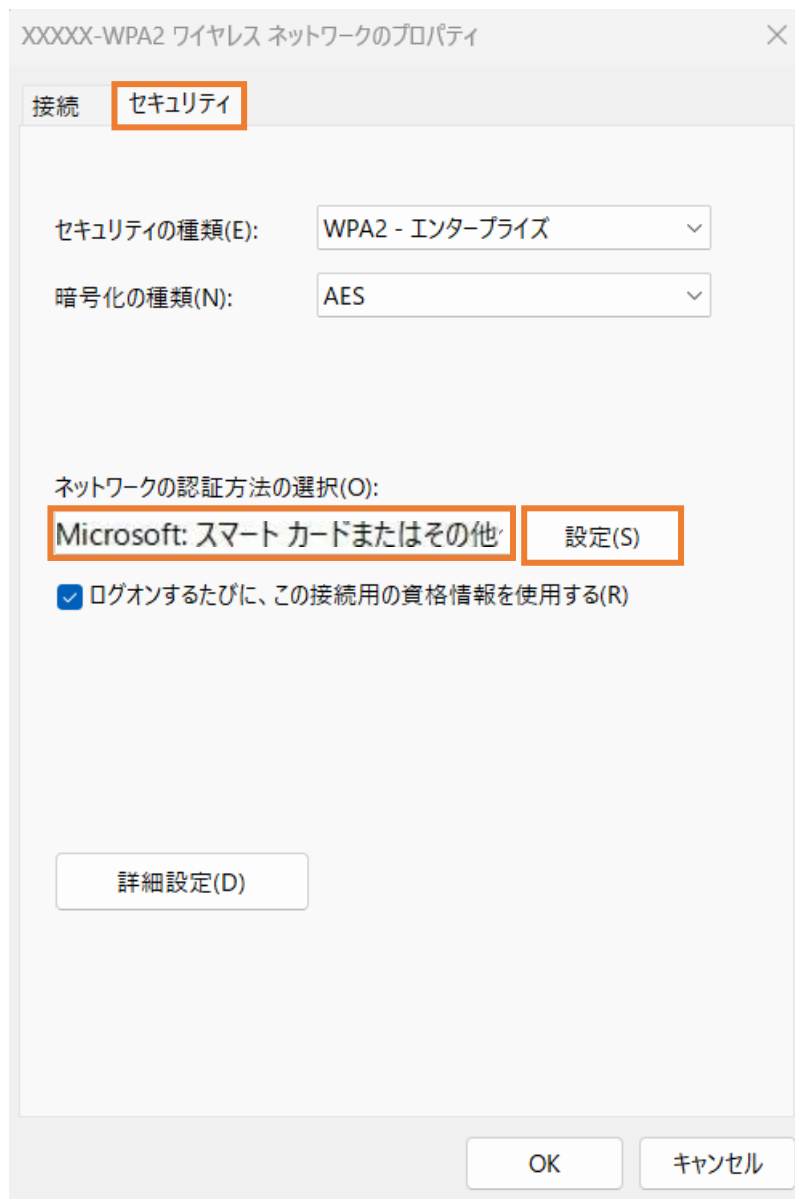 XXXXX-WPA2 ワイヤレス ネットワークのプロパティ
接続 セキュリティ
セキュリティの種類(E): WPA2 - エンタープライズ
暗号化の種類(N): AES
ネットワークの認証方法の選択(O):
Microsoft: スマート カードまたはその他 設定(S)
ログオンするたびに、この接続用の資格情報を使用する(R)
詳細設定(D)
OK キャンセル